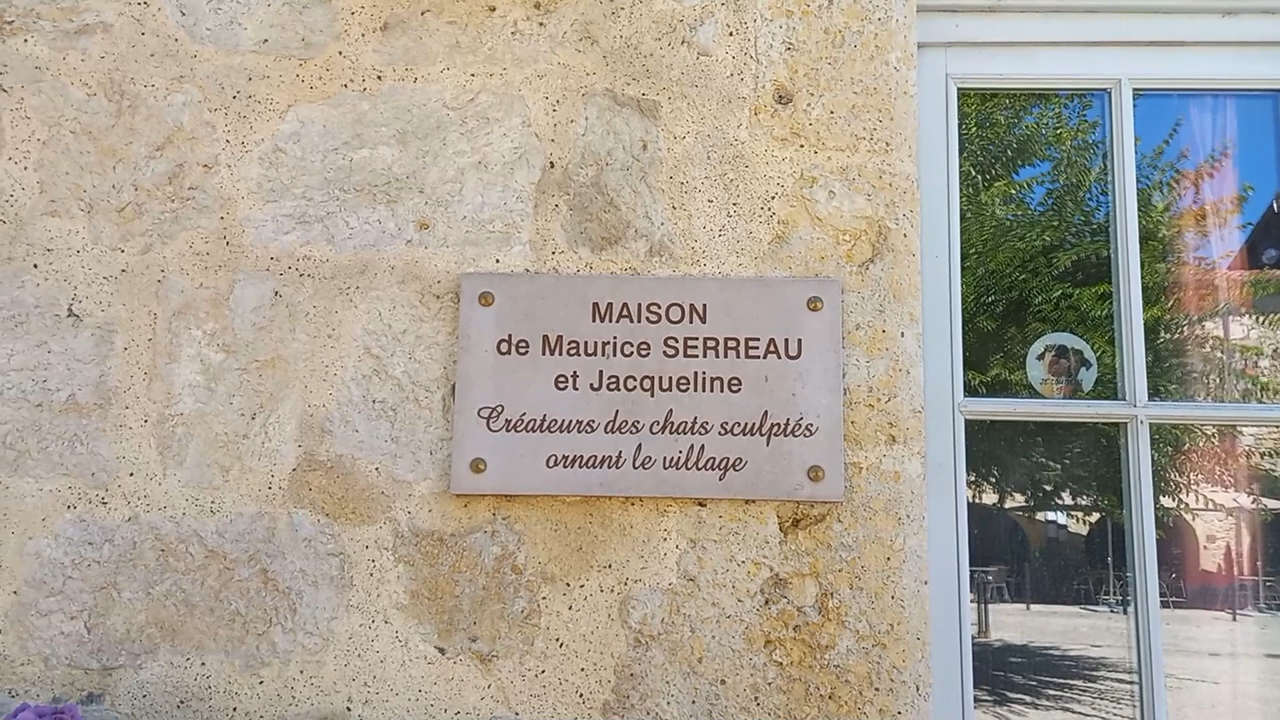 MAISON
de Maurice SERREAU
et Jacqueline
Créateurs des chats sculptés
ornant le village